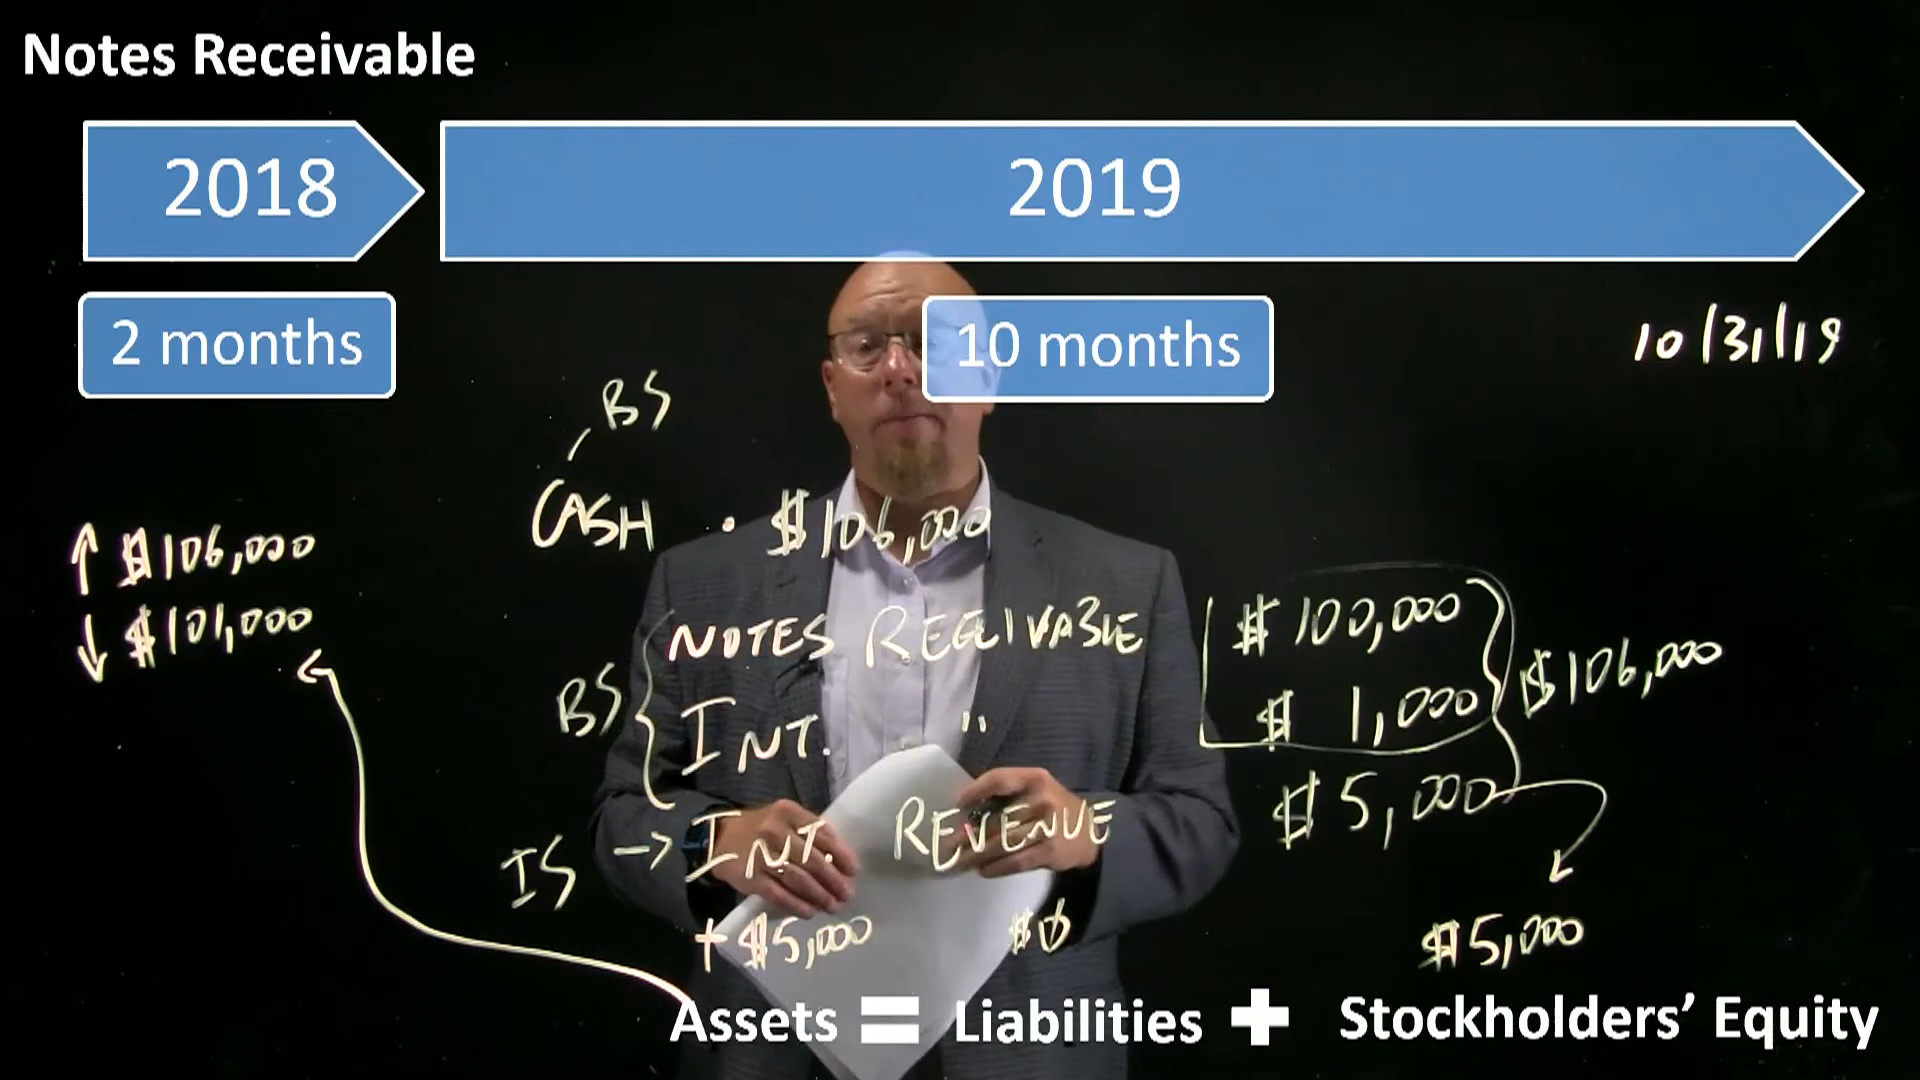 Notes Receivable
2018
2019
2 months
10 months
10/31/19
BS
CASH . $106,000
↑ $106,000
↓ $101,000
BS { NOTES RECEIVABLE $100,000
INT. " $ 1,000 } $106,000
IS → INT. REVENUE $5,000
+ $5,000 $0 $5,000
Assets = Liabilities + Stockholders' Equity